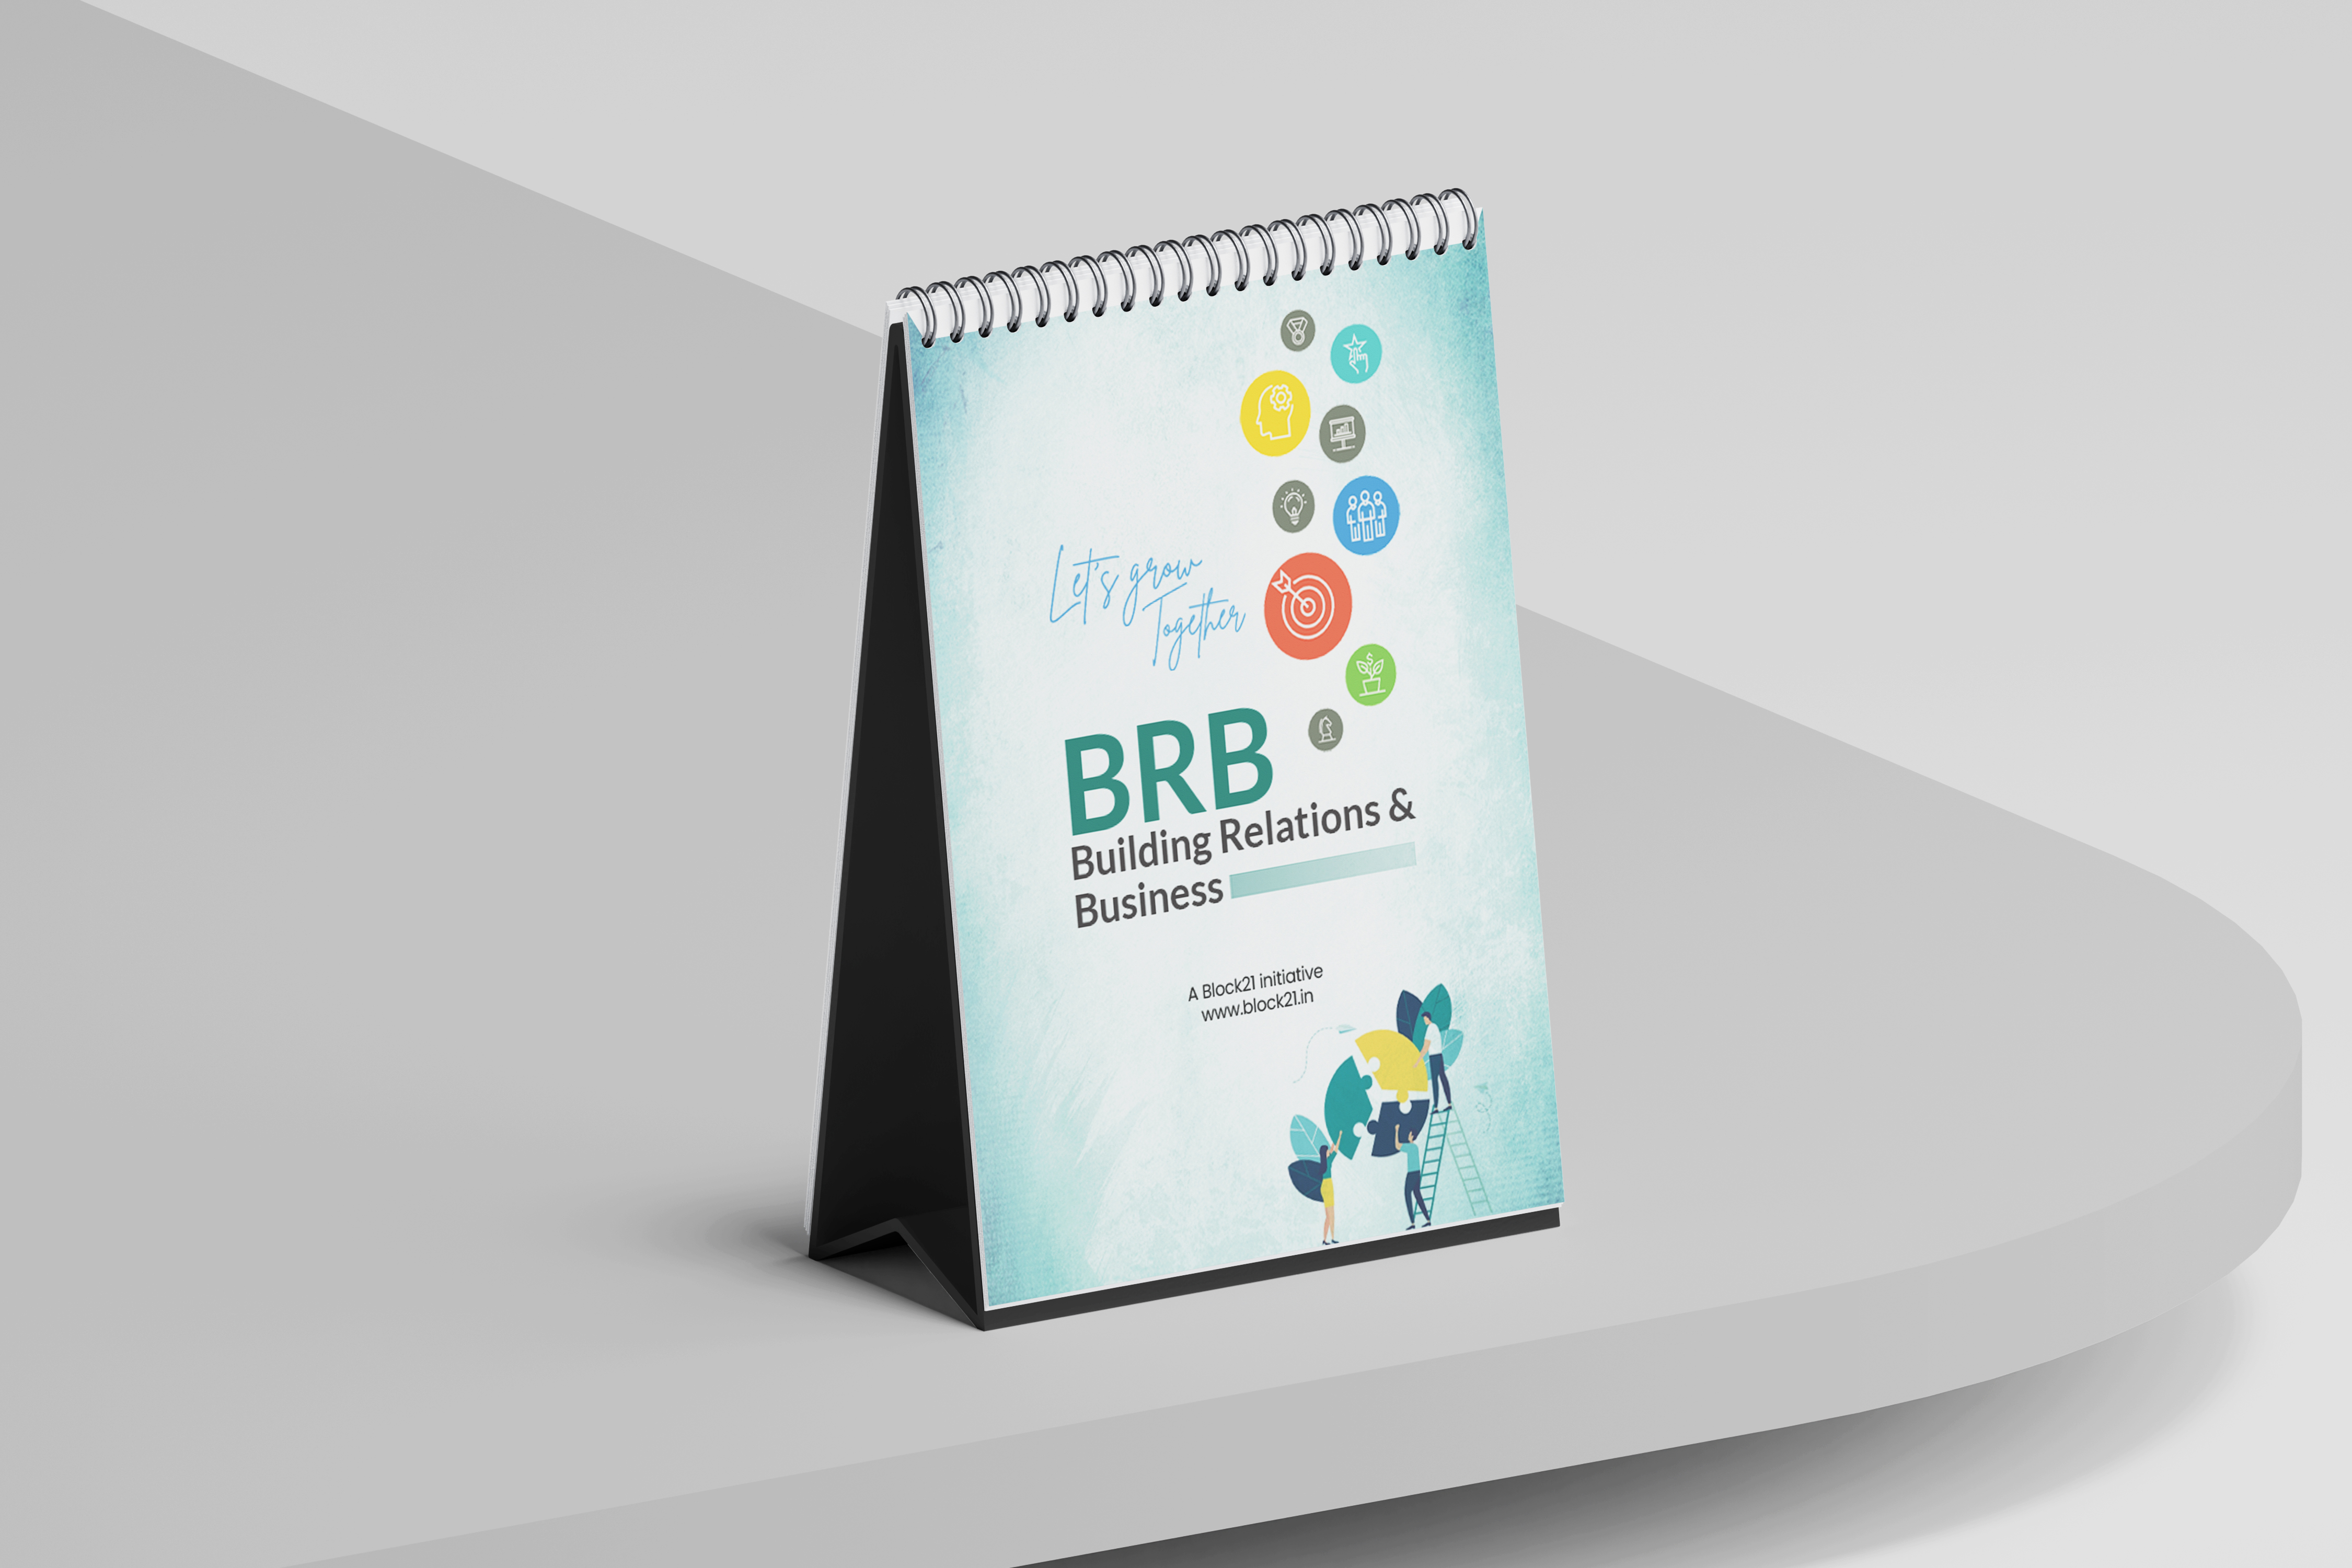 Let's grow
Together
BRB
Building Relations &
Business
A Block21 initiative
www.block21.in